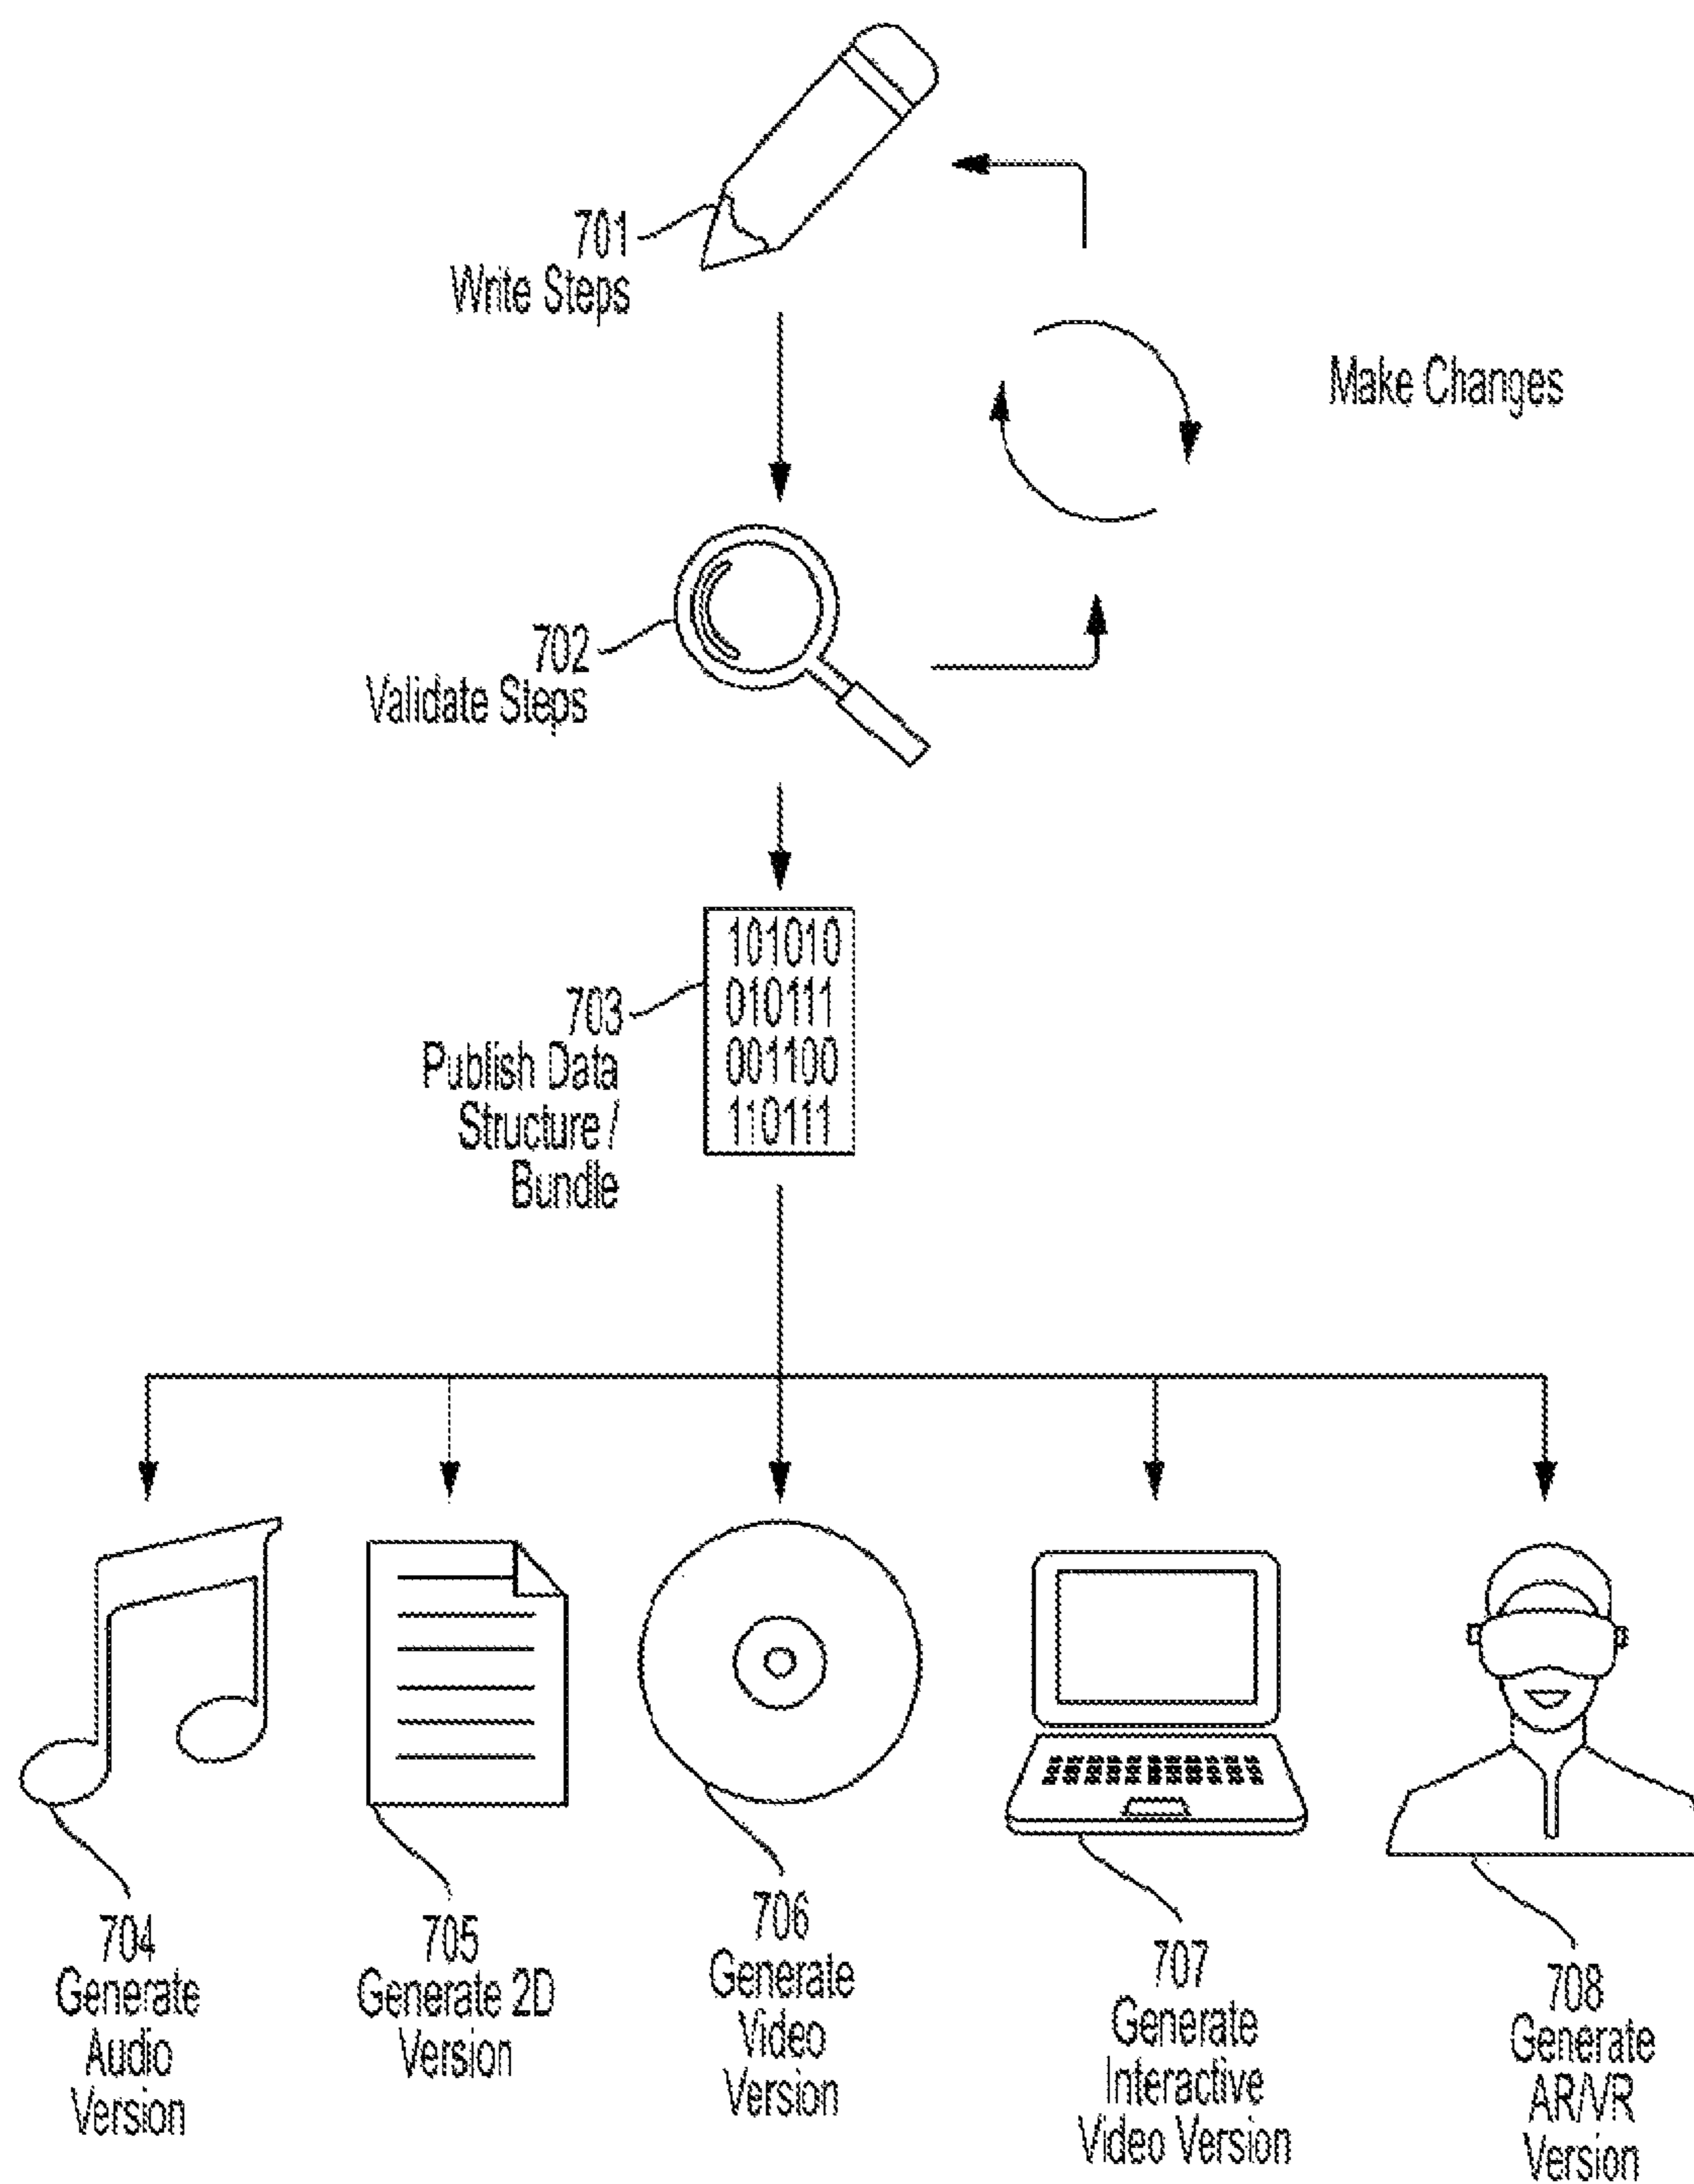 701
Write Steps
Make Changes
702
Validate Steps
101010
010111
001100
110111
703
Publish Data
Structure /
Bundle
704
Generate
Audio
Version
705
Generate 2D
Version
706
Generate
Video
Version
707
Generate
Interactive
Video Version
708
Generate
AR/VR
Version